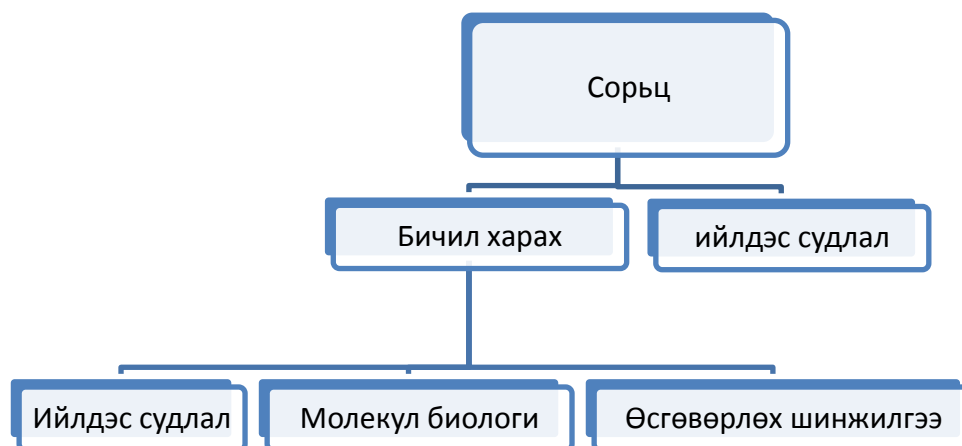 Сорьц
Бичил харах
ийлдэс судлал
Ийлдэс судлал
Молекул биологи
Өсгөвөрлөх шинжилгээ